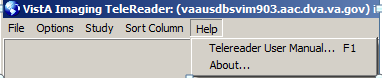 VistA Imaging TeleReader: (vaausdbsvim903.aac.dva.va.gov)
File Options Study Sort Column Help
Telereader User Manual... F1
About...